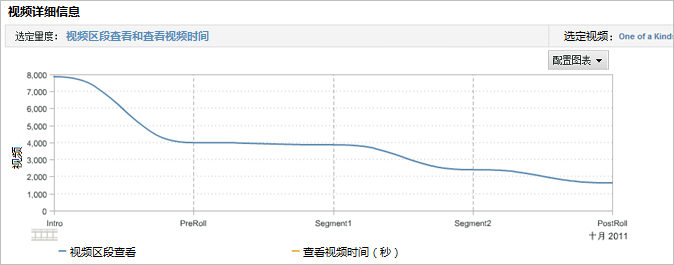 视频详细信息
选定量度： 视频区段查看和查看视频时间 选定视频： One of a Kind
配置图表
8,000
7,000
6,000
5,000
4,000
3,000
2,000
1,000
0
视频
Intro PreRoll Segment1 Segment2 PostRoll
十月 2011
视频区段查看 查看视频时间（秒）